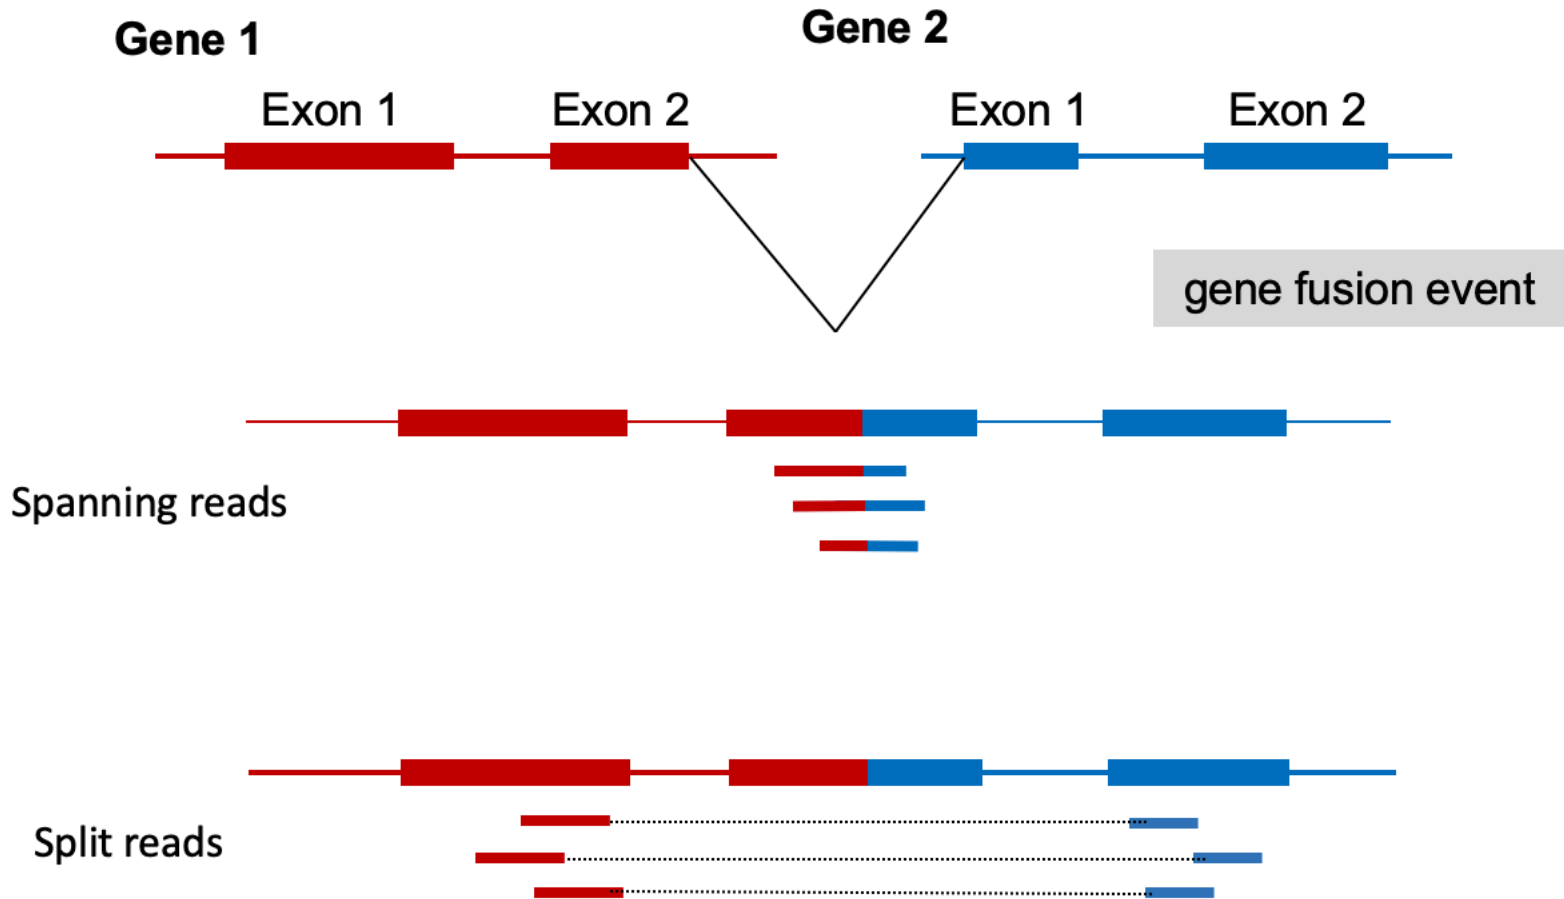 Gene 1
Gene 2
Exon 1
Exon 2
Exon 1
Exon 2
gene fusion event
Spanning reads
Split reads